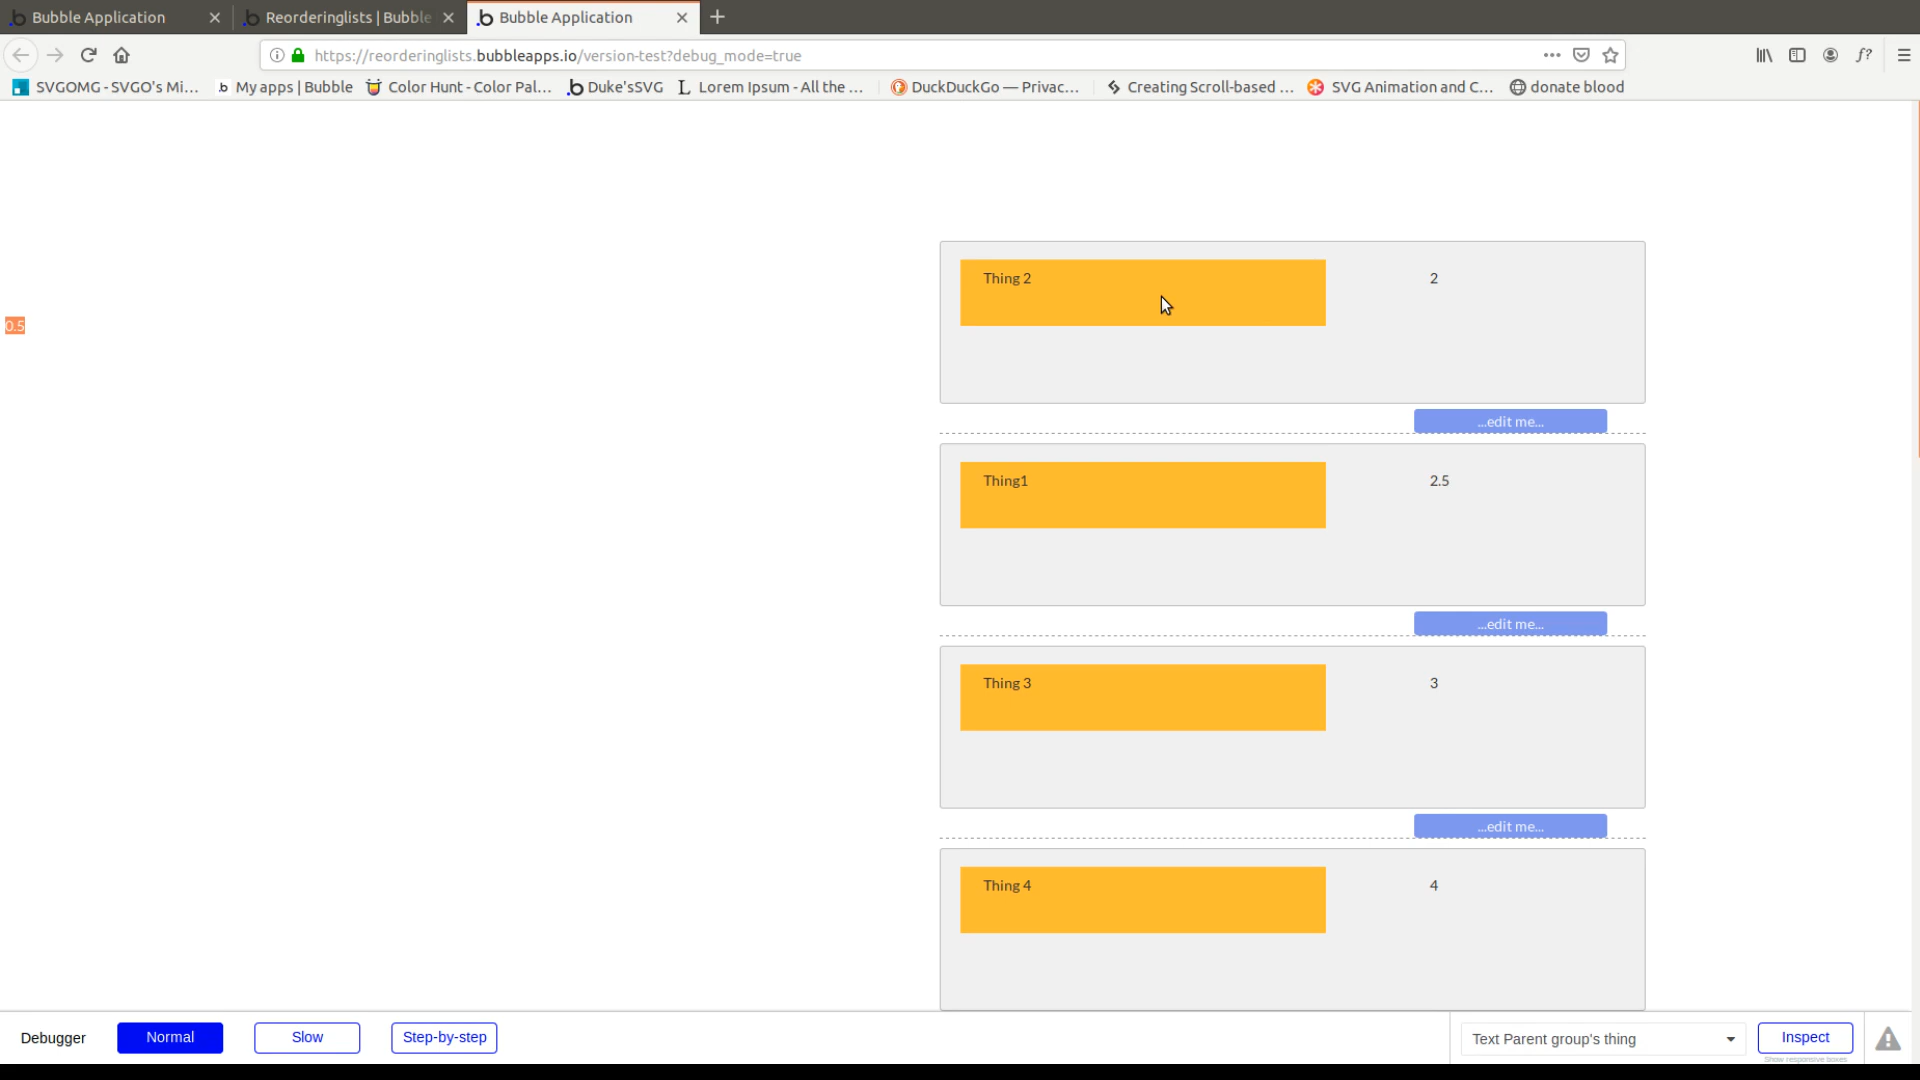 Bubble Application
Reorderinglists | Bubble
Bubble Application
https://reorderinglists.bubbleapps.io/version-test?debug_mode=true
SVGOMG - SVGO's Mi...
My apps | Bubble
Color Hunt - Color Pal...
Duke'sSVG
Lorem Ipsum - All the ...
DuckDuckGo — Privac...
Creating Scroll-based ...
SVG Animation and C...
donate blood
Thing 2
2
0.5
...edit me...
Thing1
2.5
...edit me...
Thing 3
3
...edit me...
Thing 4
4
Debugger
Normal
Slow
Step-by-step
Text Parent group's thing
Inspect
Show responsive boxes